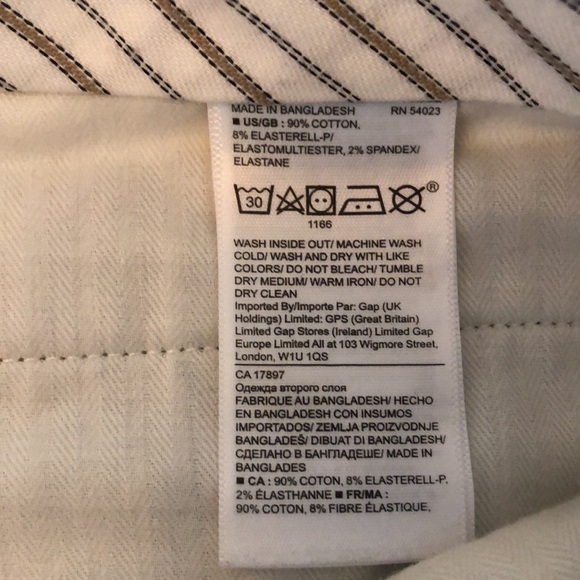 MADE IN BANGLADESH RN 54023
■ US/GB : 90% COTTON,
8% ELASTERELL-P/
ELASTOMULTIESTER, 2% SPANDEX/
ELASTANE
30
®
1166
WASH INSIDE OUT/ MACHINE WASH
COLD/ WASH AND DRY WITH LIKE
COLORS/ DO NOT BLEACH/ TUMBLE
DRY MEDIUM/ WARM IRON/ DO NOT
DRY CLEAN
Imported By/Importe Par: Gap (UK
Holdings) Limited: GPS (Great Britain)
Limited Gap Stores (Ireland) Limited Gap
Europe Limited All at 103 Wigmore Street,
London, W1U 1QS
CA 17897
Одежда второго слоя
FABRIQUE AU BANGLADESH/ HECHO
EN BANGLADESH CON INSUMOS
IMPORTADOS/ ZEMLJA PROIZVODNJE
BANGLADEŠ/ DIBUAT DI BANGLADESH/
СДЕЛАНО В БАНГЛАДЕШЕ/ MADE IN
BANGLADES
■ CA : 90% COTTON, 8% ELASTERELL-P,
2% ÉLASTHANNE ■ FR/MA :
90% COTON, 8% FIBRE ÉLASTIQUE,